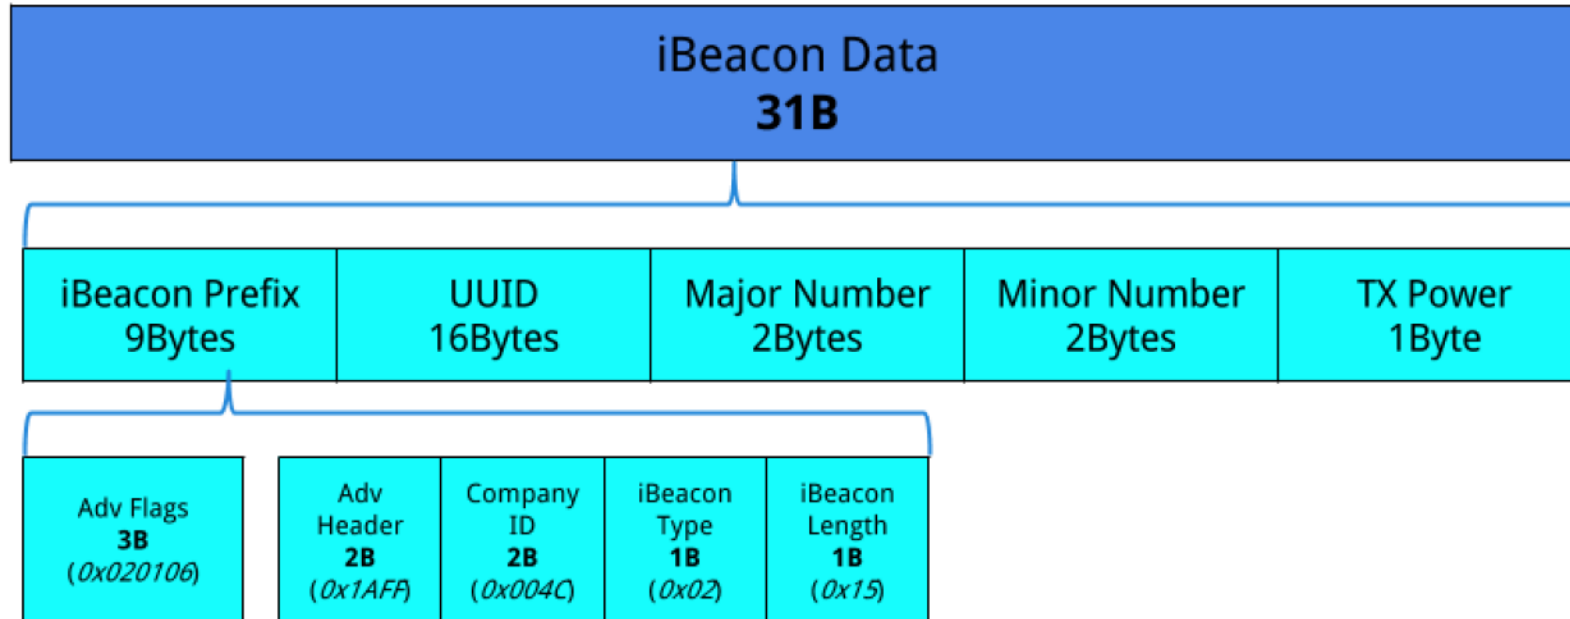 iBeacon Data
31B
iBeacon Prefix
9Bytes
UUID
16Bytes
Major Number
2Bytes
Minor Number
2Bytes
TX Power
1Byte
Adv Flags
3B
(0x020106)
Adv
Header
2B
(0x1AFF)
Company
ID
2B
(0x004C)
iBeacon
Type
1B
(0x02)
iBeacon
Length
1B
(0x15)